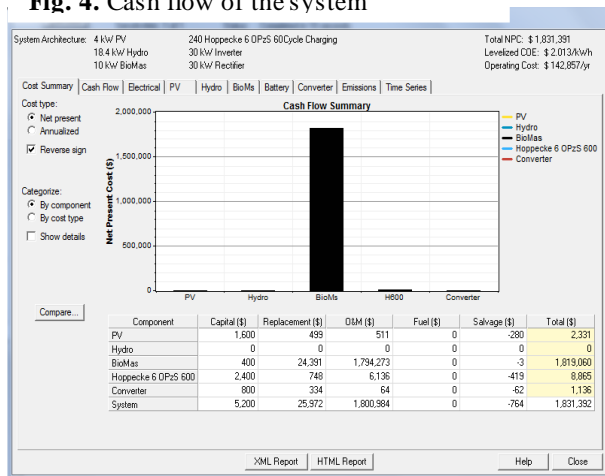 Fig. 4. Cash flow of the system
System Architecture: 4 kW PV 240 Hoppecke 6 OPzS 60Cycle Charging Total NPC: $ 1,831,391
18.4 kW Hydro 30 kW Inverter Levelized COE: $ 2.013/kWh
10 kW BioMas 30 kW Rectifier Operating Cost: $ 142,857/yr
Cost Summary Cash Flow Electrical PV Hydro BioMs Battery Converter Emissions Time Series
Cost type:
Net present
Annualized
Reverse sign
Categorize:
By component
By cost type
Show details
Compare...
Cash Flow Summary
Net Present Cost ($)
2,000,000
1,500,000
1,000,000
500,000
0
PV Hydro BioMs H600 Converter
PV
Hydro
BioMas
Hoppecke 6 OPzS 600
Converter
Component Capital ($) Replacement ($) O&M ($) Fuel ($) Salvage ($) Total ($)
PV 1,600 499 511 0 -280 2,331
Hydro 0 0 0 0 0 0
BioMas 400 24,391 1,794,273 0 -3 1,819,060
Hoppecke 6 OPzS 600 2,400 748 6,136 0 -419 8,865
Converter 800 334 64 0 -62 1,136
System 5,200 25,972 1,800,984 0 -764 1,831,392
XML Report HTML Report Help Close